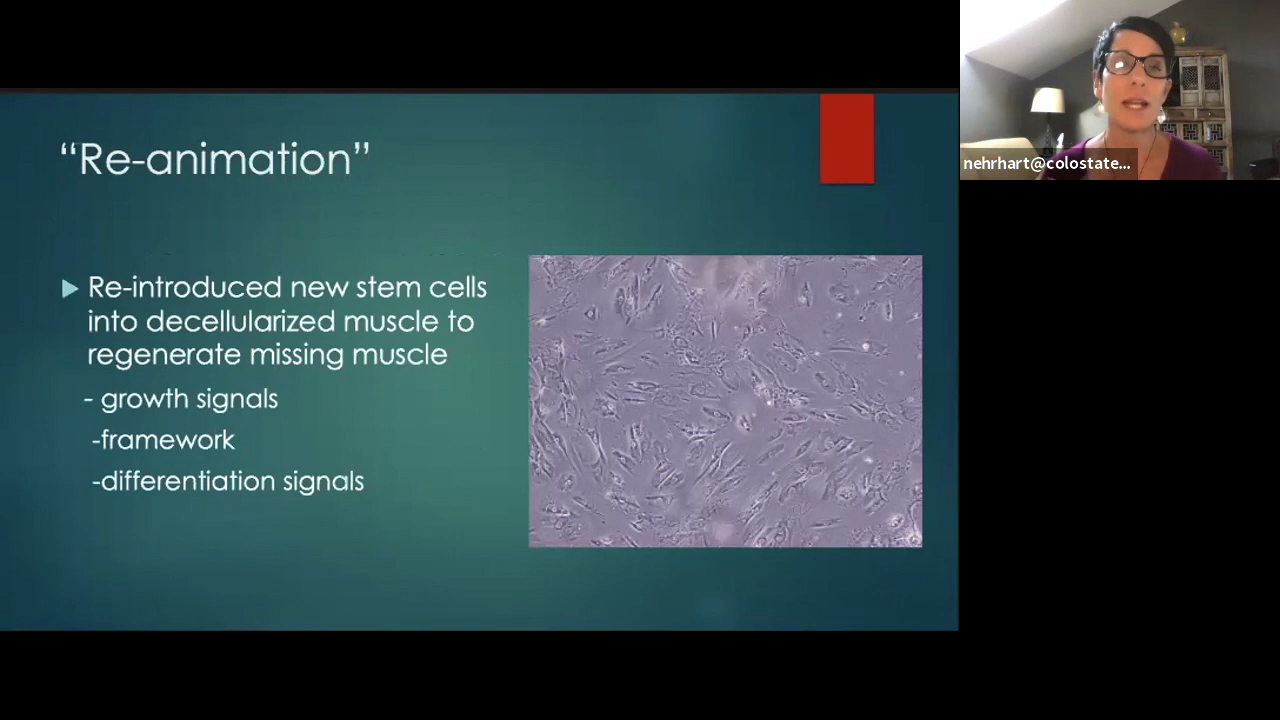 “Re-animation”
Re-introduced new stem cells
into decellularized muscle to
regenerate missing muscle
- growth signals
-framework
-differentiation signals
nehrhart@colostate...